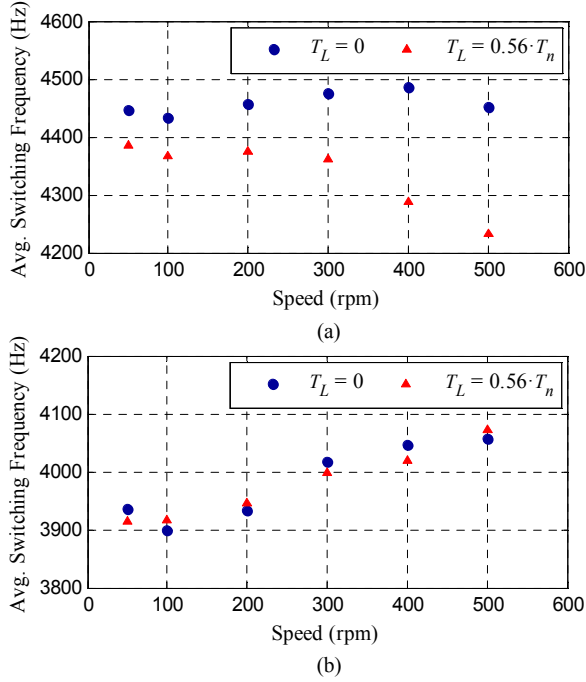 4600
4500
4400
4300
4200
Avg. Switching Frequency (Hz)
T_L = 0 T_L = 0.56·T_n
0 100 200 300 400 500 600
Speed (rpm)
(a)
4200
4100
4000
3900
3800
Avg. Switching Frequency (Hz)
T_L = 0 T_L = 0.56·T_n
0 100 200 300 400 500 600
Speed (rpm)
(b)